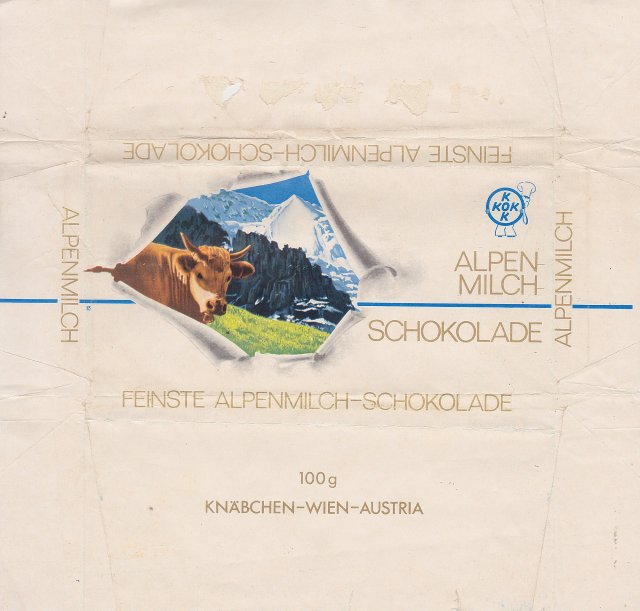 FEINSTE ALPENMILCH-SCHOKOLADE
K
KOK
K
ALPENMILCH
ALPEN-
MILCH-
SCHOKOLADE
ALPENMILCH
FEINSTE ALPENMILCH-SCHOKOLADE
100g
KNÄBCHEN-WIEN-AUSTRIA